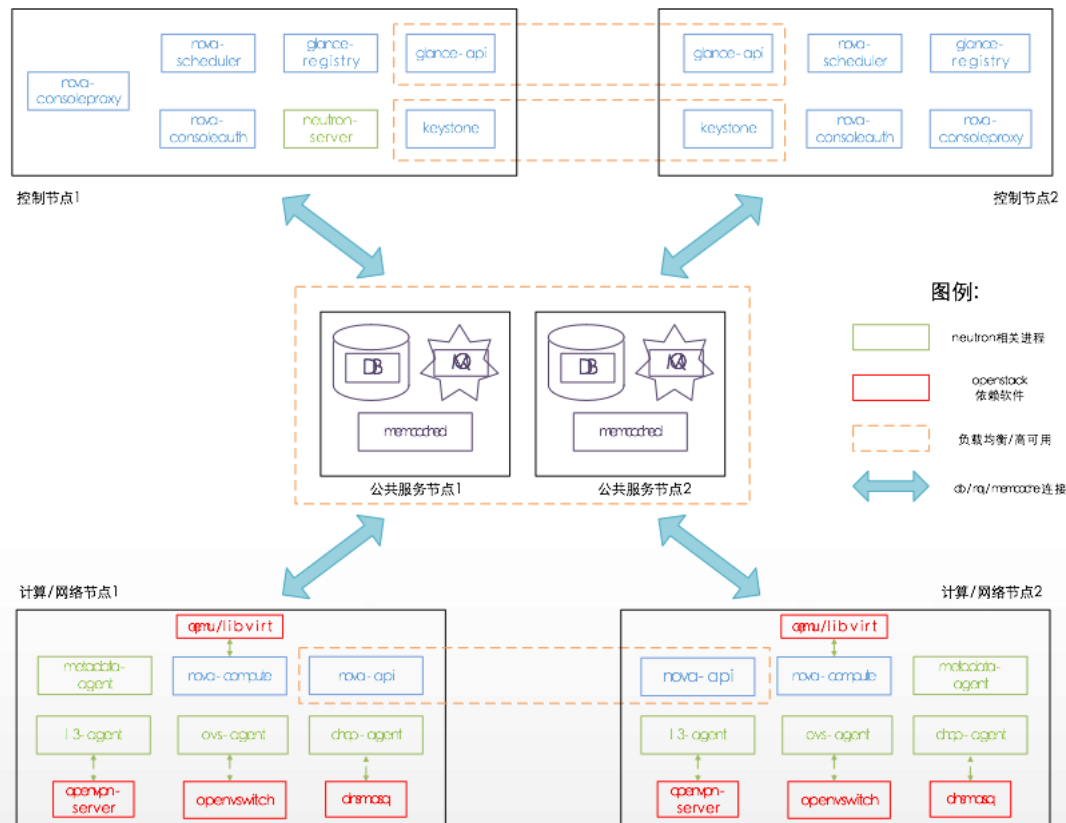 nova-
scheduler
glance-
registry
glance-api
nova-
consoleproxy
nova-
consoleauth
neutron-
server
keystone
控制节点1
glance-api
nova-
scheduler
glance-
registry
keystone
nova-
consoleauth
nova-
consoleproxy
控制节点2
DB
MQ
memcached
公共服务节点1
DB
MQ
memcached
公共服务节点2
图例:
neutron相关进程
openstack
依赖软件
负载均衡/高可用
db/mq/memcache连接
计算/网络节点1
qemu/libvirt
metadata-
agent
nova-compute
nova-api
l3-agent
ovs-agent
dhcp-agent
openvpn-
server
openvswitch
dnsmasq
计算/网络节点2
qemu/libvirt
nova-api
nova-compute
metadata-
agent
l3-agent
ovs-agent
dhcp-agent
openvpn-
server
openvswitch
dnsmasq